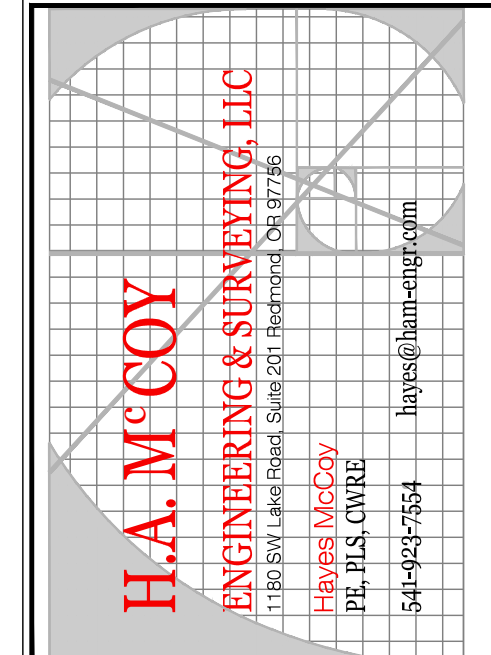 H.A. McCOY
ENGINEERING & SURVEYING, LLC
1180 SW Lake Road, Suite 201 Redmond, OR 97756
Hayes McCoy
PE, PLS, CWRE
541-923-7554 hayes@ham-engr.com